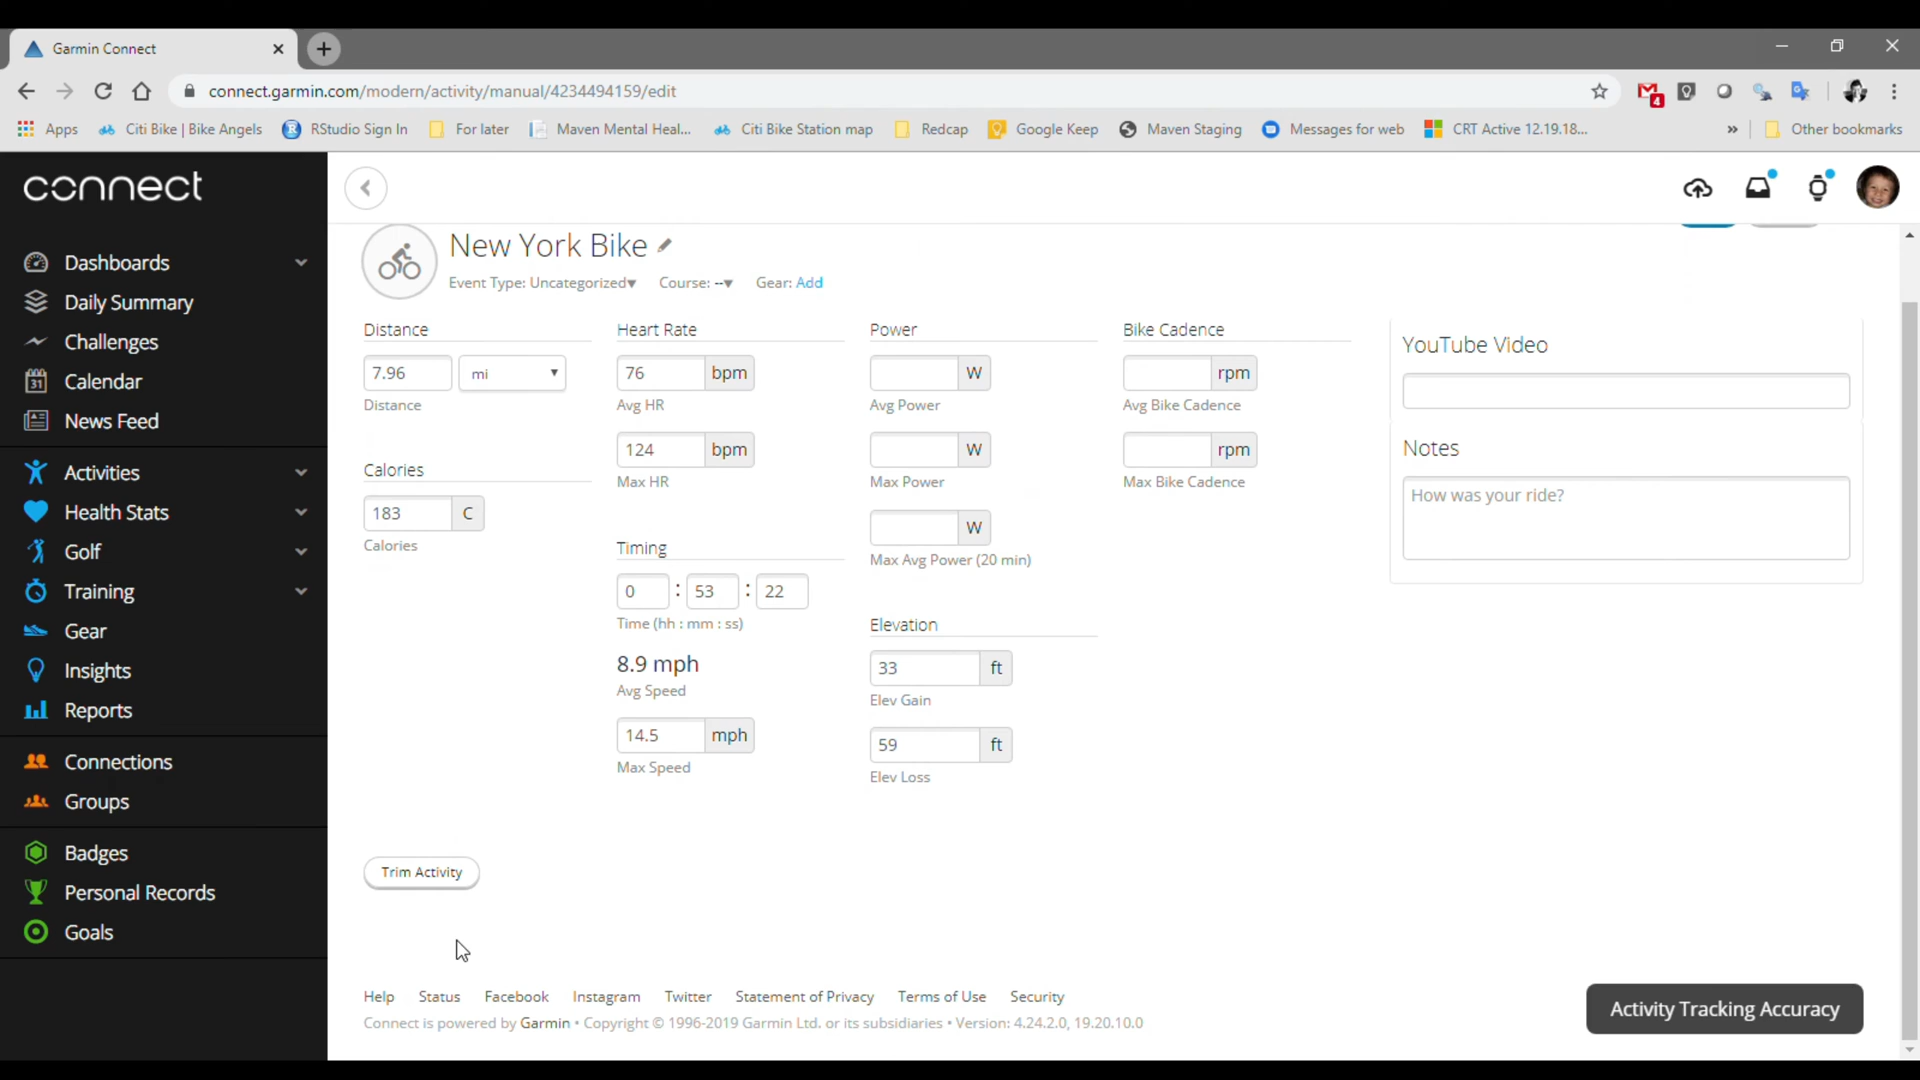 Garmin Connect
connect.garmin.com/modern/activity/manual/4234494159/edit
4
Apps Citi Bike | Bike Angels RStudio Sign In For later Maven Mental Heal... Citi Bike Station map Redcap Google Keep Maven Staging Messages for web CRT Active 12.19.18... » Other bookmarks
connect
Dashboards
Daily Summary
Challenges
31 Calendar
News Feed
Activities
Health Stats
Golf
Training
Gear
Insights
Reports
Connections
Groups
Badges
Personal Records
Goals
New York Bike
Event Type: Uncategorized▾ Course: --▾ Gear: Add
Distance
7.96 mi
Distance
Calories
183 C
Calories
Heart Rate
76 bpm
Avg HR
124 bpm
Max HR
Timing
0 : 53 : 22
Time (hh : mm : ss)
8.9 mph
Avg Speed
14.5 mph
Max Speed
Power
W
Avg Power
W
Max Power
W
Max Avg Power (20 min)
Elevation
33 ft
Elev Gain
59 ft
Elev Loss
Bike Cadence
rpm
Avg Bike Cadence
rpm
Max Bike Cadence
YouTube Video
Notes
How was your ride?
Trim Activity
Help Status Facebook Instagram Twitter Statement of Privacy Terms of Use Security
Connect is powered by Garmin • Copyright © 1996-2019 Garmin Ltd. or its subsidiaries • Version: 4.24.2.0, 19.20.10.0
Activity Tracking Accuracy